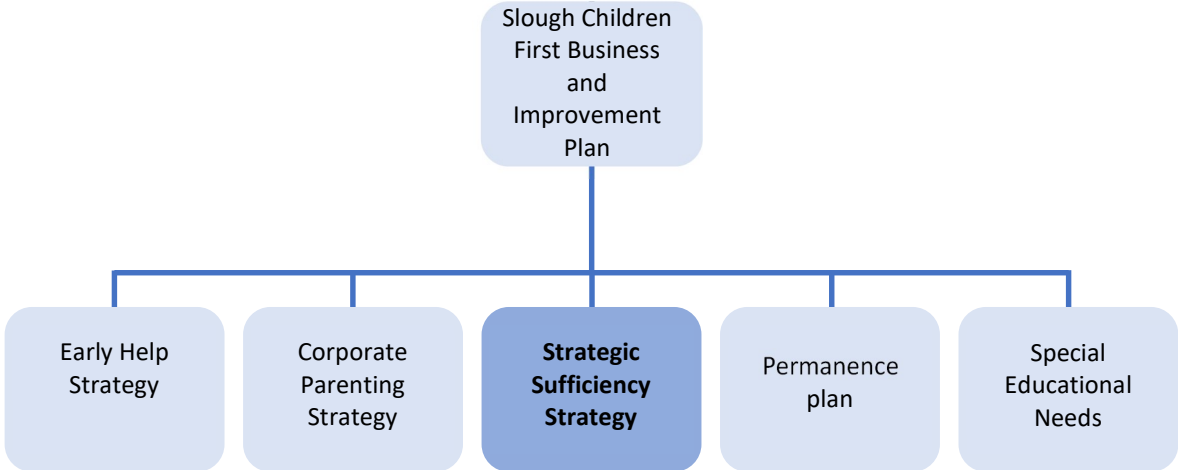 Slough Children
First Business
and
Improvement
Plan
Early Help
Strategy
Corporate
Parenting
Strategy
Strategic
Sufficiency
Strategy
Permanence
plan
Special
Educational
Needs